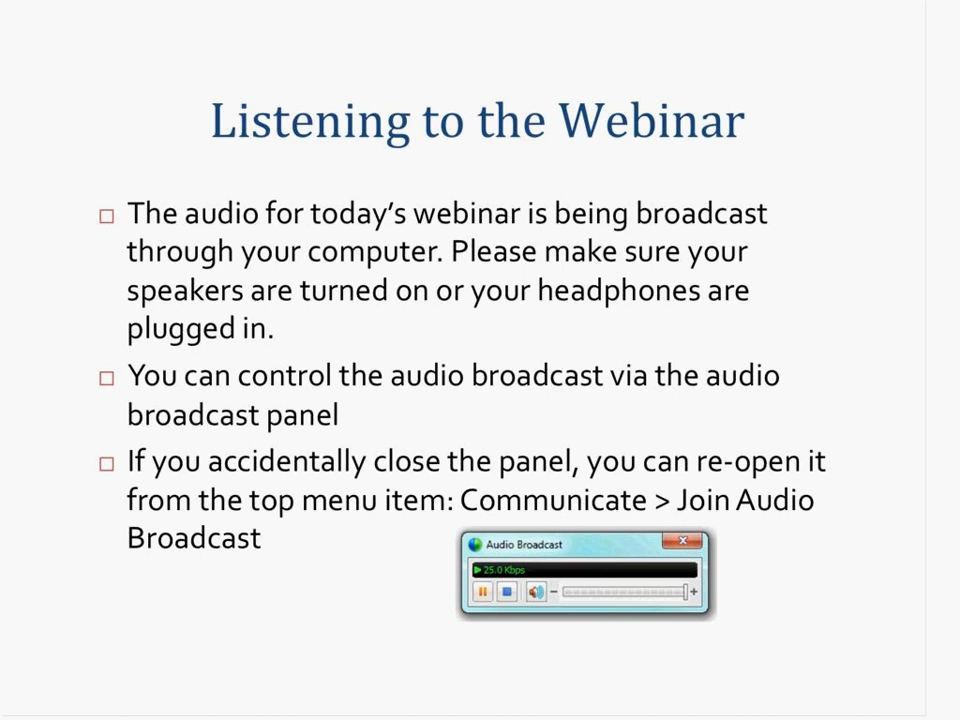 Listening to the Webinar
The audio for today's webinar is being broadcast
through your computer. Please make sure your
speakers are turned on or your headphones are
plugged in.
You can control the audio broadcast via the audio
broadcast panel
If you accidentally close the panel, you can re-open it
from the top menu item: Communicate > Join Audio
Broadcast
Audio Broadcast
25.0 Kbps